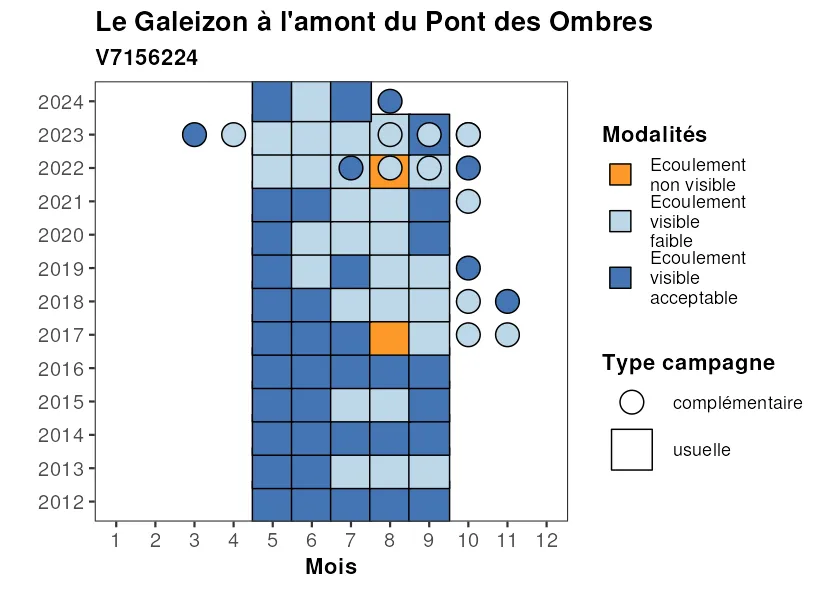 Le Galeizon à l'amont du Pont des Ombres
V7156224
2024
2023
2022
2021
2020
2019
2018
2017
2016
2015
2014
2013
2012
1 2 3 4 5 6 7 8 9 10 11 12
Mois
Modalités
Ecoulement
non visible
Ecoulement
visible
faible
Ecoulement
visible
acceptable
Type campagne
complémentaire
usuelle